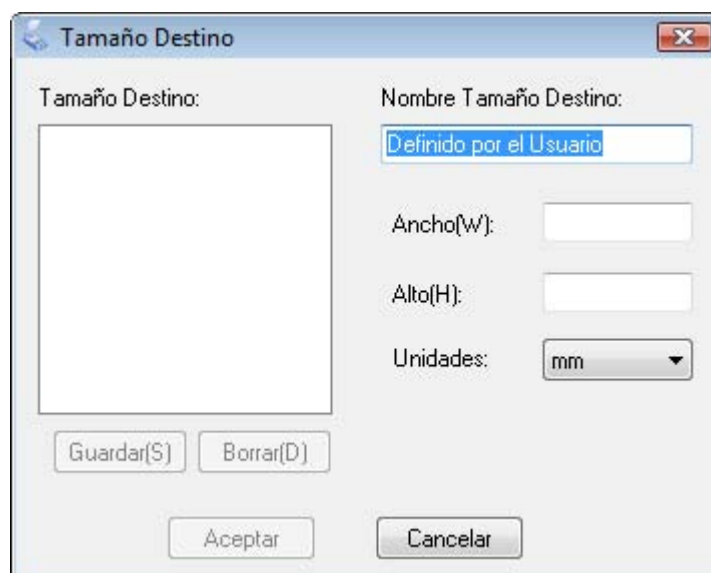 Tamaño Destino
Tamaño Destino:
Nombre Tamaño Destino:
Definido por el Usuario
Ancho(W):
Alto(H):
Unidades:
mm
Guardar(S)
Borrar(D)
Aceptar
Cancelar